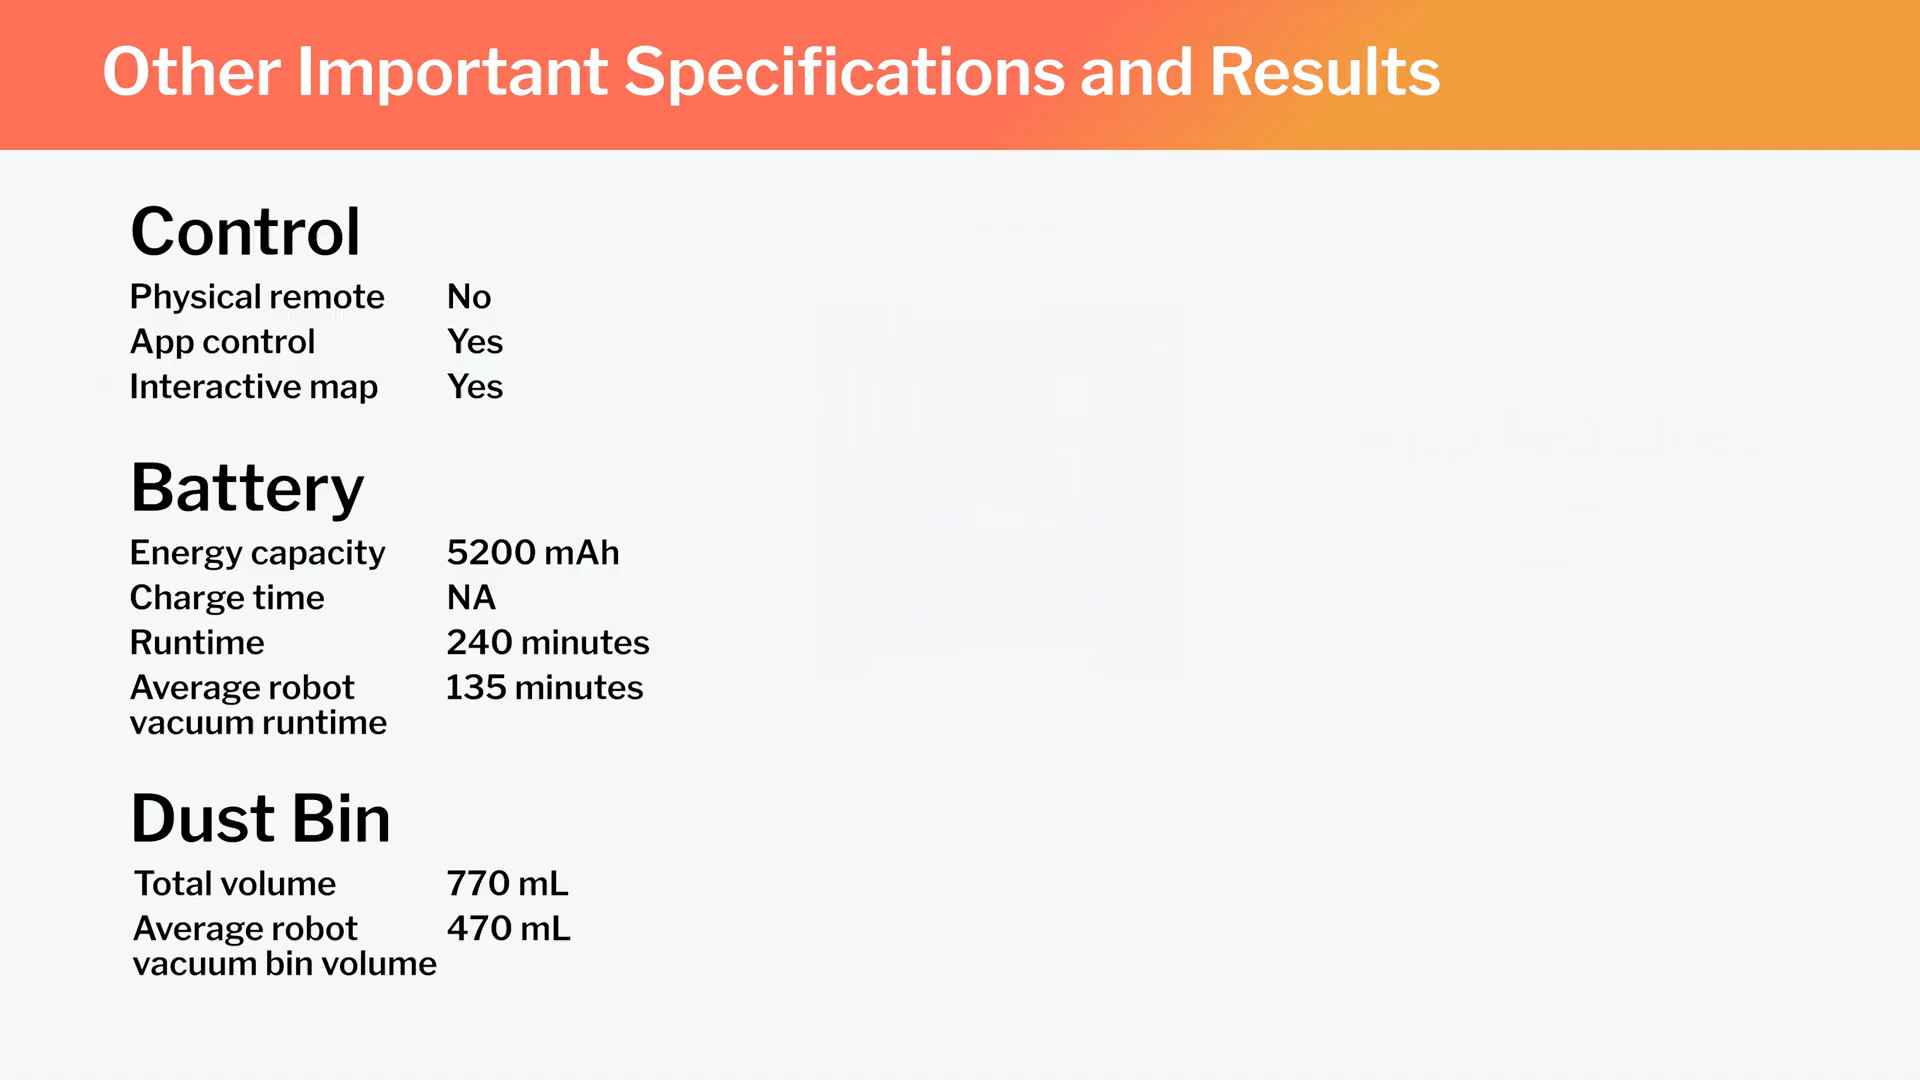 Other Important Specifications and Results
Control
Physical remote No
App control Yes
Interactive map Yes
Battery
Energy capacity 5200 mAh
Charge time NA
Runtime 240 minutes
Average robot 135 minutes
vacuum runtime
Dust Bin
Total volume 770 mL
Average robot 470 mL
vacuum bin volume